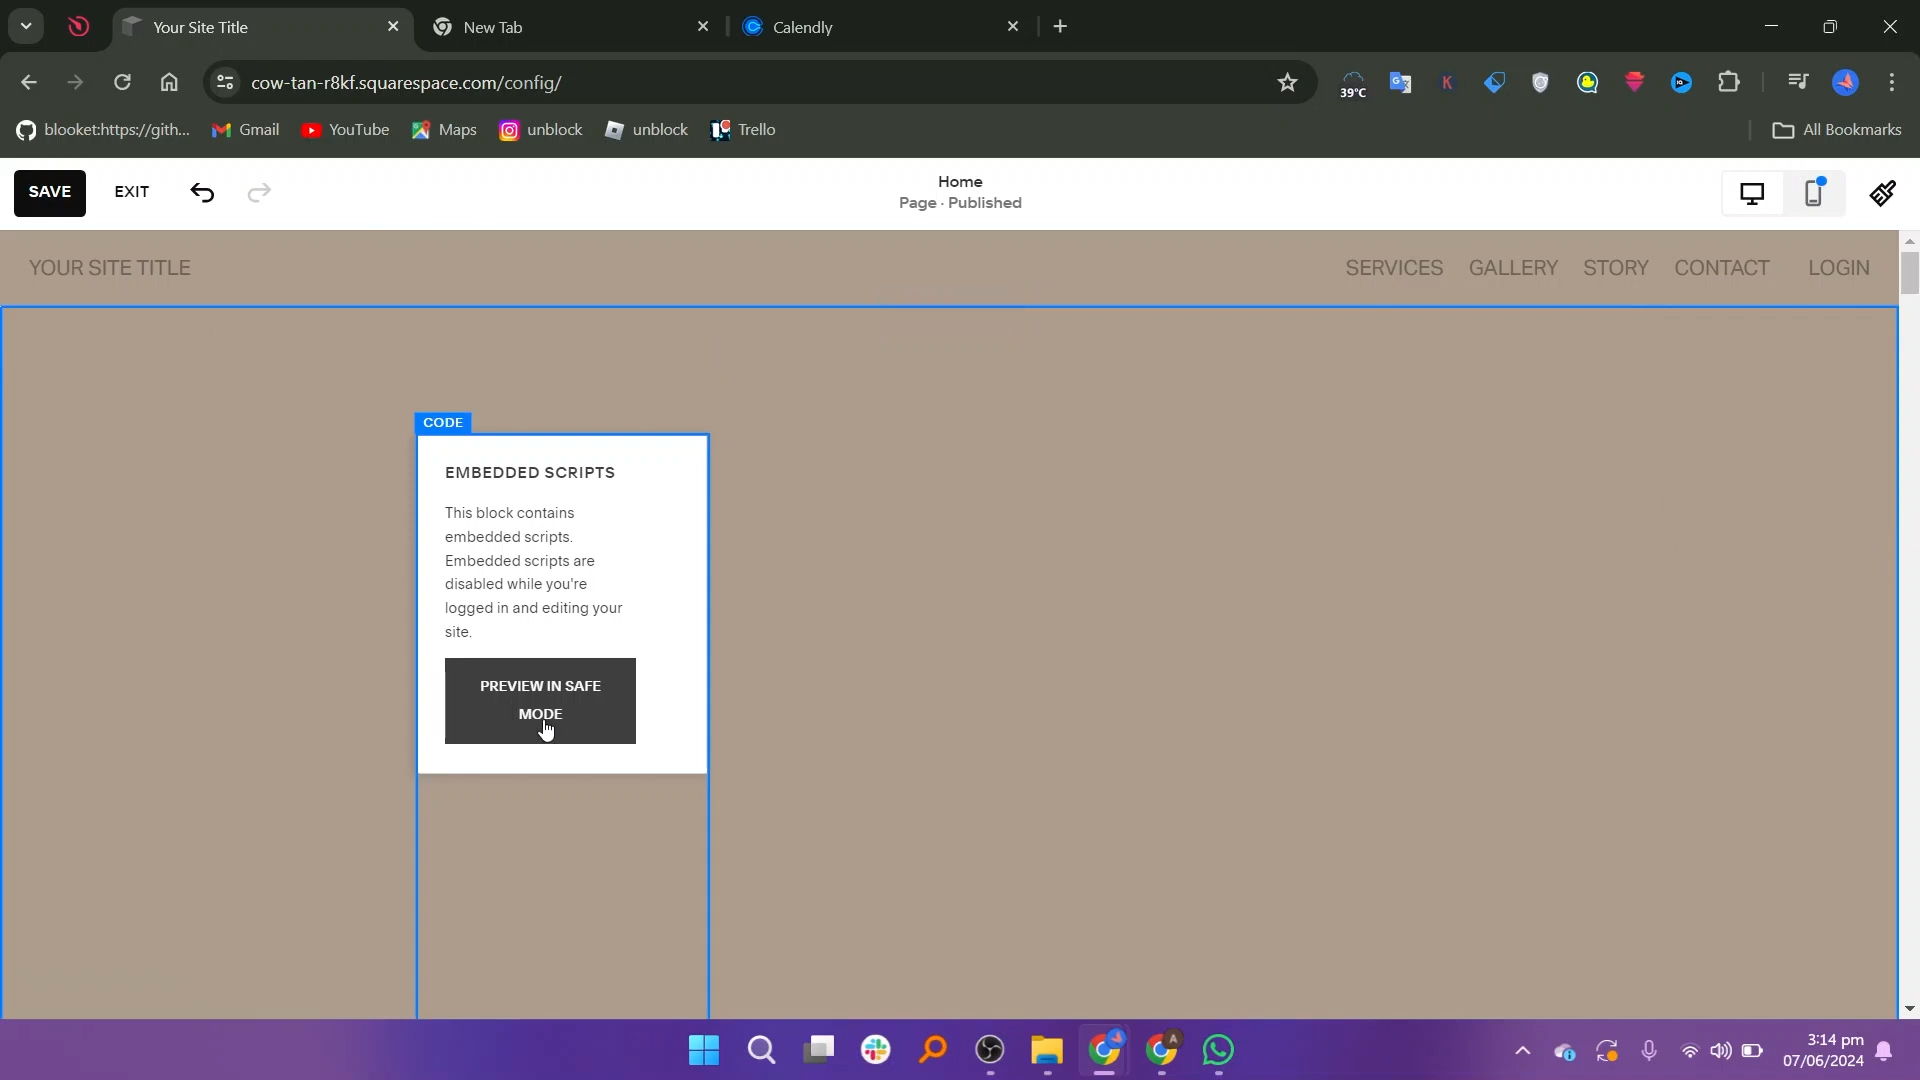 Your Site Title
New Tab
Calendly
cow-tan-r8kf.squarespace.com/config/
39°C
K
blooket:https://gith...
Gmail
YouTube
Maps
unblock
unblock
Trello
All Bookmarks
SAVE
EXIT
Home
Page · Published
YOUR SITE TITLE
SERVICES
GALLERY
STORY
CONTACT
LOGIN
CODE
EMBEDDED SCRIPTS
This block contains
embedded scripts.
Embedded scripts are
disabled while you're
logged in and editing your
site.
PREVIEW IN SAFE
MODE
A
3:14 pm
07/06/2024